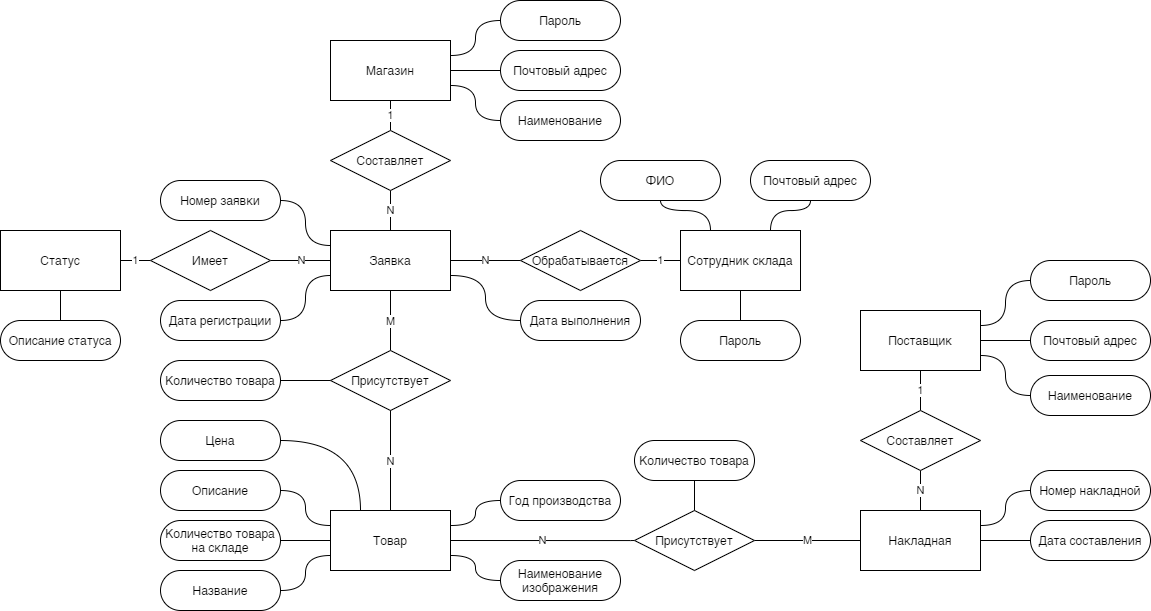 Пароль
Магазин
Почтовый адрес
Наименование
1
Составляет
ФИО
Почтовый адрес
Номер заявки
N
Статус
1
Имеет
N
Заявка
N
Обрабатывается
1
Сотрудник склада
Пароль
Описание статуса
Дата регистрации
M
Дата выполнения
Пароль
Поставщик
Почтовый адрес
Количество товара
Присутствует
1
Наименование
Цена
Составляет
N
Количество товара
Описание
Год производства
N
Номер накладной
Количество товара
на складе
Товар
N
Присутствует
M
Накладная
Дата составления
Название
Наименование
изображения